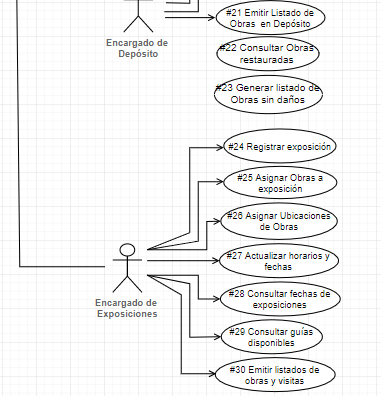 #21 Emitir Listado de
Obras en Depósito
Encargado de
Depósito
#22 Consultar Obras
restauradas
#23 Generar listado de
Obras sin daños
#24 Registrar exposición
#25 Asignar Obras a
exposición
#26 Asignar Ubicaciones
de Obras
#27 Actualizar horarios y
fechas
Encargado de
Exposiciones
#28 Consultar fechas de
exposiciones
#29 Consultar guías
disponibles
#30 Emitir listados de
obras y visitas